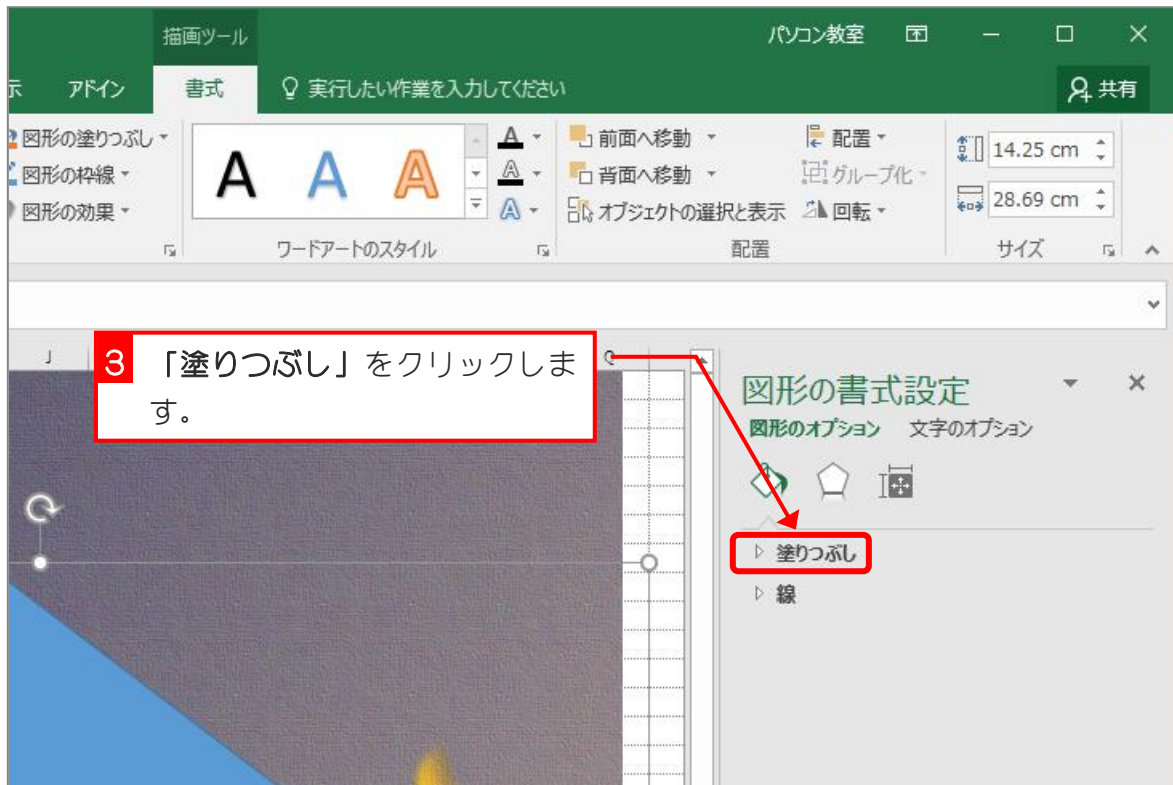 描画ツール
パソコン教室
示 アドイン 書式 実行したい作業を入力してください 共有
図形の塗りつぶし
図形の枠線
図形の効果
A A A
A
A
A
前面へ移動
背面へ移動
オブジェクトの選択と表示
配置
グループ化
回転
14.25 cm
28.69 cm
ワードアートのスタイル
配置
サイズ
J
3 「塗りつぶし」をクリックしま
す。
図形の書式設定
図形のオプション 文字のオプション
塗りつぶし
線